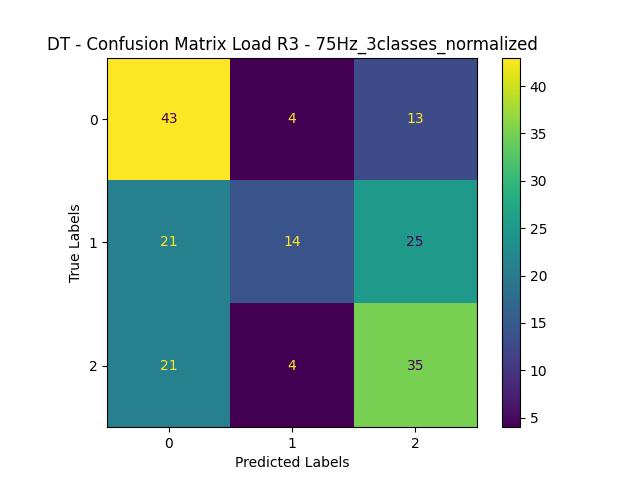 DT - Confusion Matrix Load R3 - 75Hz_3classes_normalized
0 43 4 13
1 21 14 25
2 21 4 35
0 1 2
True Labels
Predicted Labels
40
35
30
25
20
15
10
5